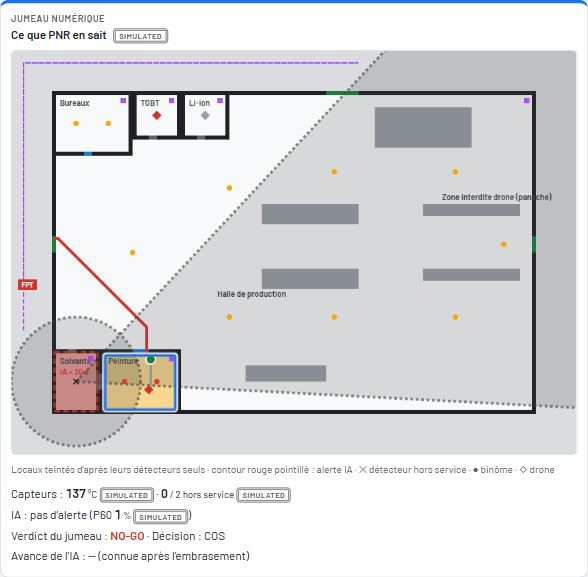 JUMEAU NUMÉRIQUE
Ce que PNR en sait SIMULATED
Bureaux
TGBT
Li-ion
Zone interdite drone (panache)
FPT
Halle de production
Solvants
IA < 30 s
Peinture
Locaux teintés d'après leurs détecteurs seuls · contour rouge pointillé : alerte IA · ✕ détecteur hors service · ● binôme · ◇ drone
Capteurs : 137 °C SIMULATED · 0 / 2 hors service SIMULATED
IA : pas d'alerte (P60 1 % SIMULATED)
Verdict du jumeau : NO-GO · Décision : COS
Avance de l'IA : — (connue après l'embrasement)